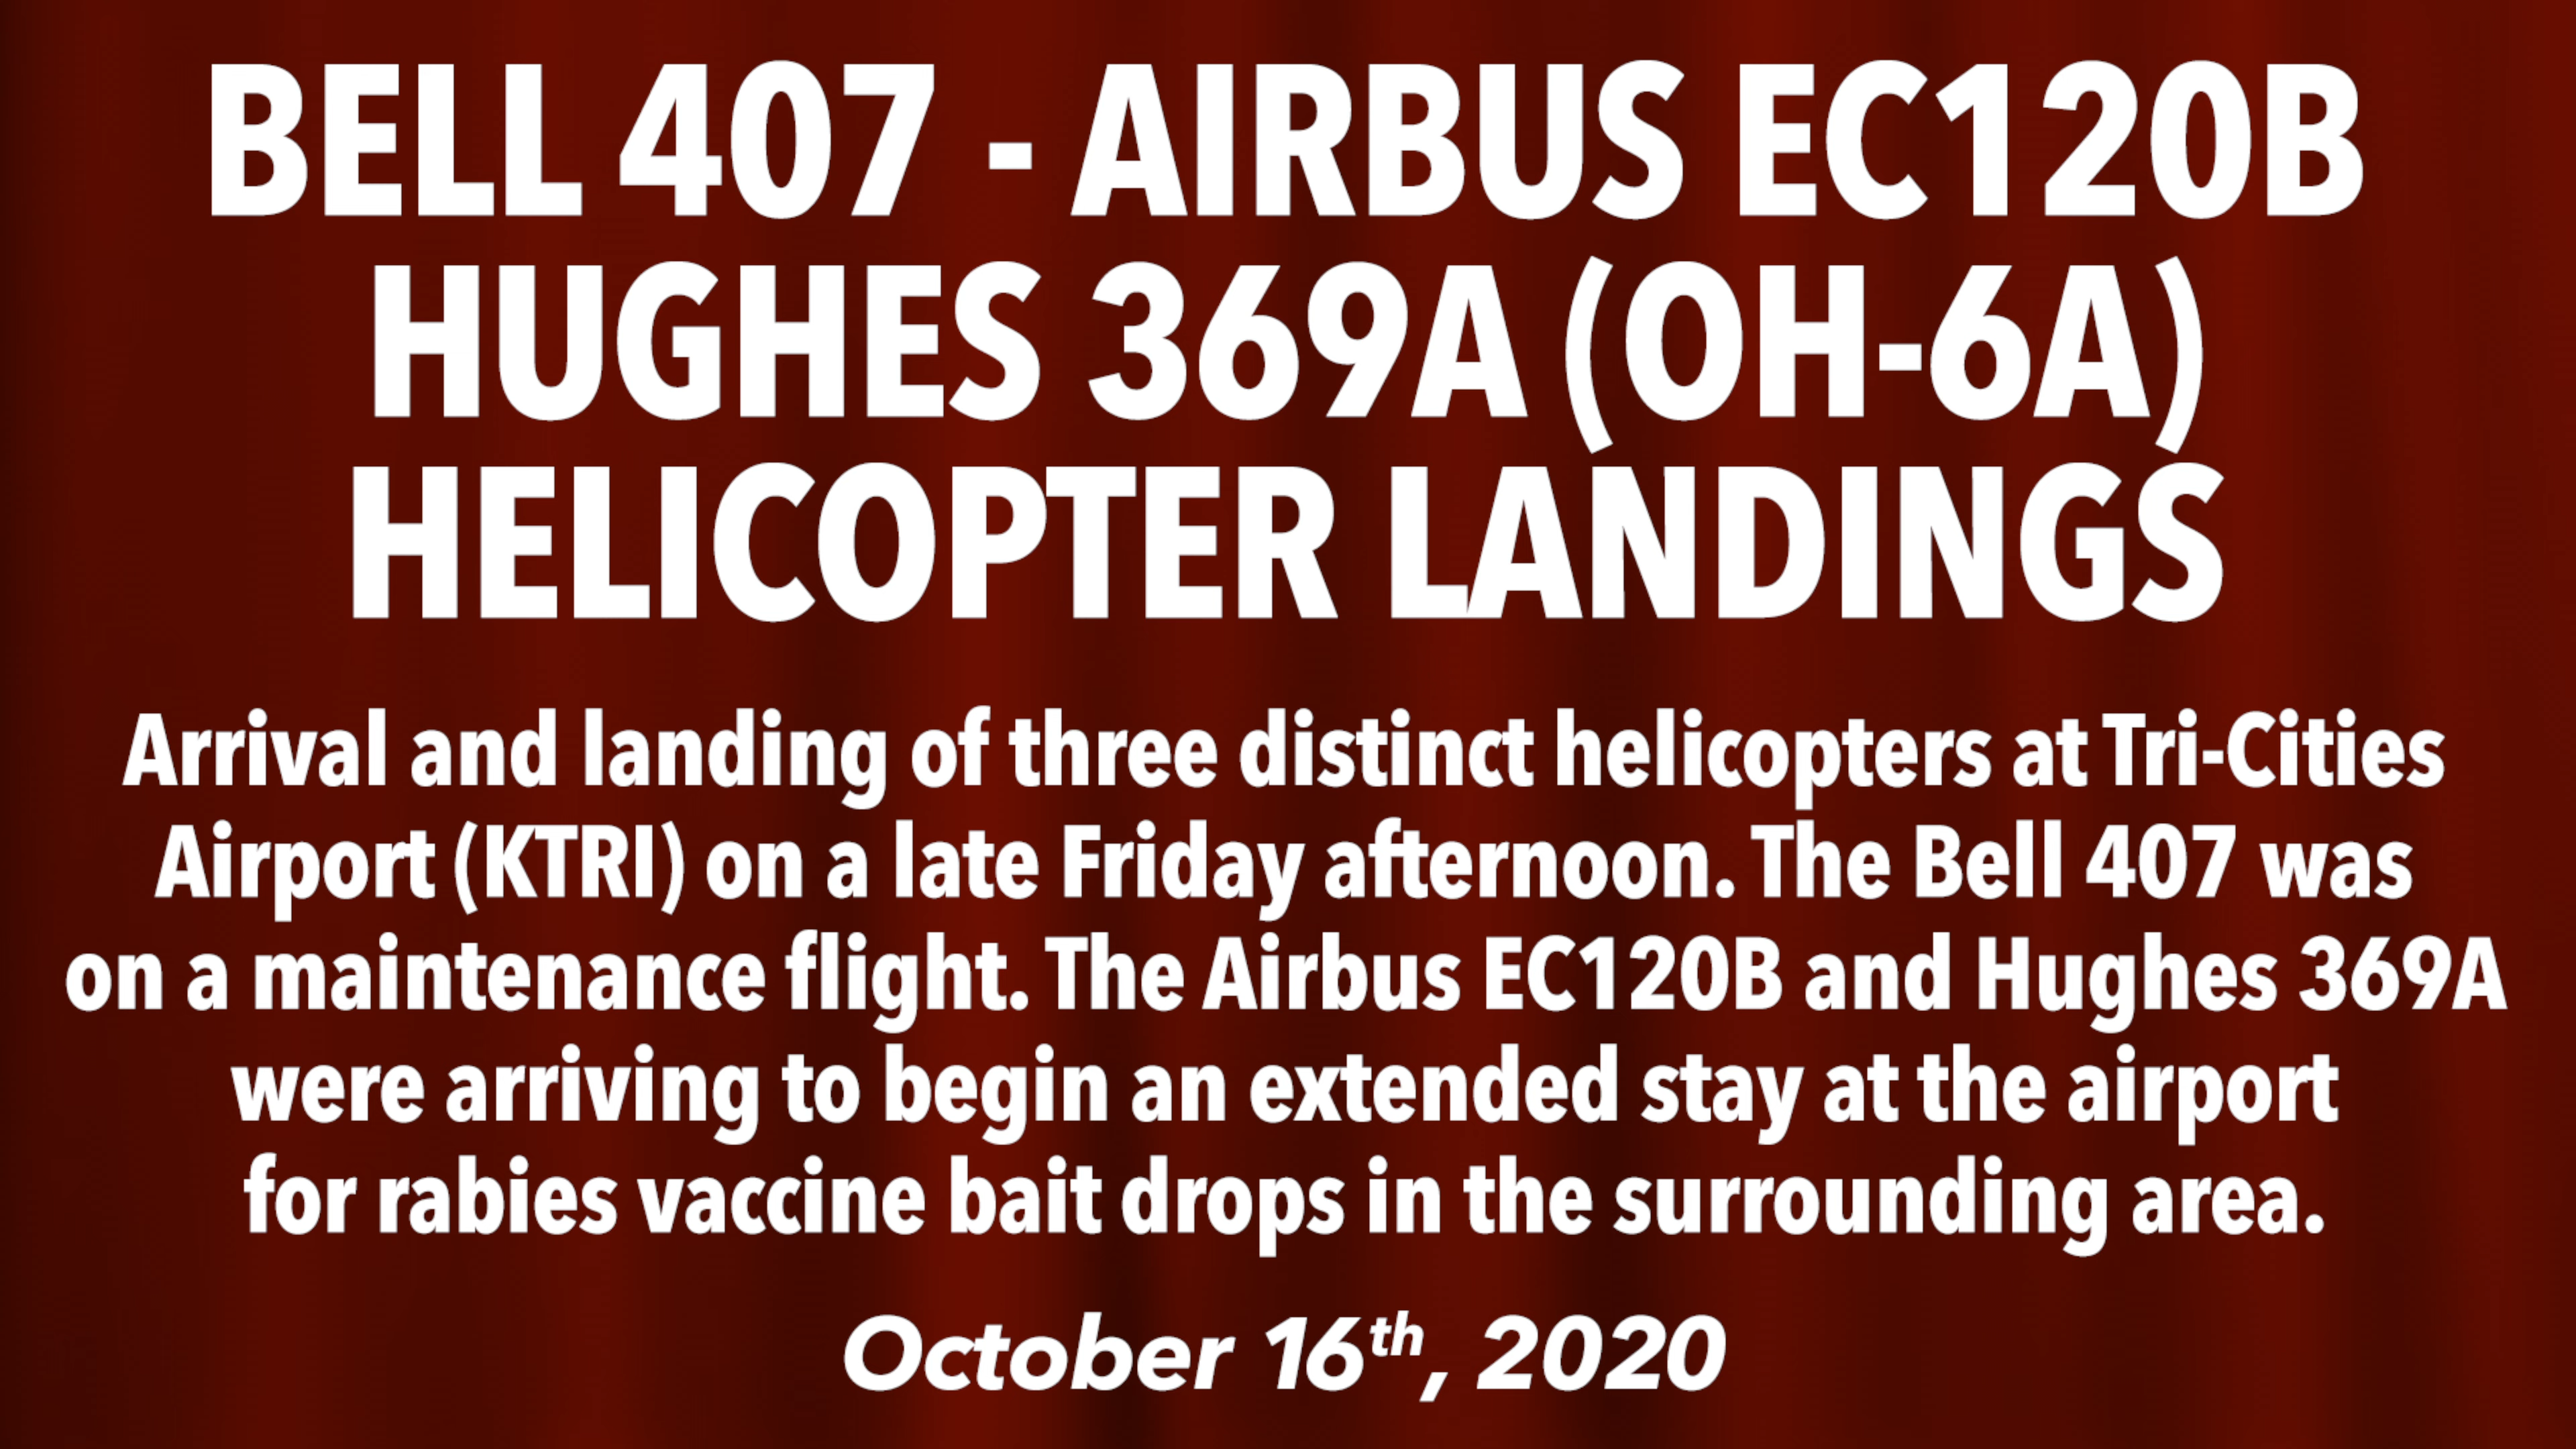 BELL 407 - AIRBUS EC120B
HUGHES 369A (OH-6A)
HELICOPTER LANDINGS
Arrival and landing of three distinct helicopters at Tri-Cities
Airport (KTRI) on a late Friday afternoon. The Bell 407 was
on a maintenance flight. The Airbus EC120B and Hughes 369A
were arriving to begin an extended stay at the airport
for rabies vaccine bait drops in the surrounding area.
October 16th, 2020